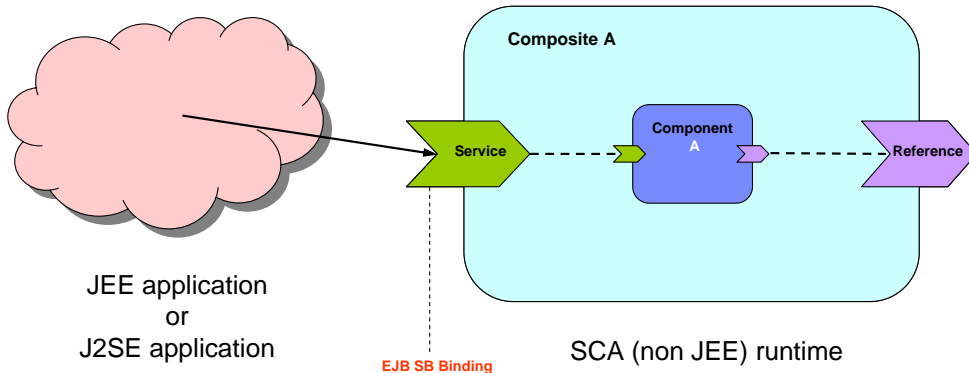 Composite A
Component
A
Service
Reference
JEE application
or
J2SE application
EJB SB Binding
SCA (non JEE) runtime